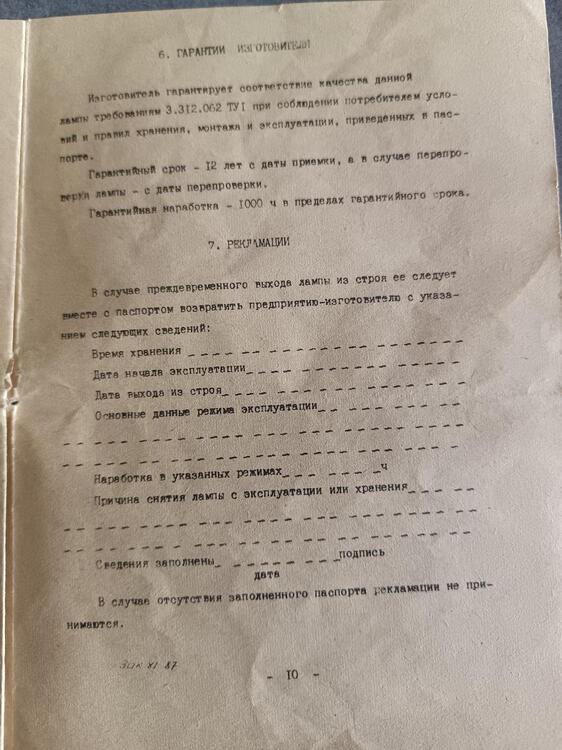 6. ГАРАНТИИ ИЗГОТОВИТЕЛЯ
Изготовитель гарантирует соответствие качества данной
лампы требованиям 3.312.062 ТУ1 при соблюдении потребителем усло-
вий и правил хранения, монтажа и эксплуатации, приведенных в пас-
порте.
Гарантийный срок - 12 лет с даты приемки, а в случае перепро-
верки лампы - с даты перепроверки.
Гарантийная наработка - 1000 ч в пределах гарантийного срока.
7. РЕКЛАМАЦИИ
В случае преждевременного выхода лампы из строя ее следует
вместе с паспортом возвратить предприятию-изготовителю с указа-
нием следующих сведений:
Время хранения
Дата начала эксплуатации
Дата выхода из строя
Основные данные режима эксплуатации
Наработка в указанных режимах ч
Причина снятия лампы с эксплуатации или хранения
Сведения заполнены подпись
дата
В случае отсутствия заполненного паспорта рекламации не при-
нимаются.
87
- 10 -